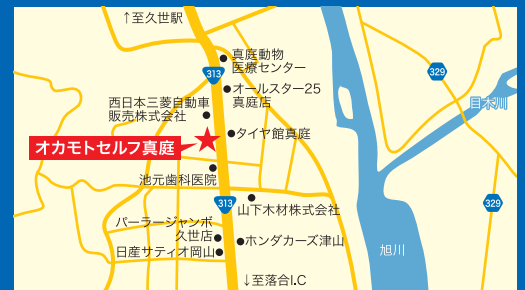 ↑至久世駅
真庭動物
医療センター
313
329
オールスター25
真庭店
目木川
西日本三菱自動車
販売株式会社
タイヤ館真庭
オカモトセルフ真庭
池元歯科医院
313
山下木材株式会社
329
パーラージャンボ
久世店
ホンダカーズ津山
日産サティオ岡山
旭川
↓至落合I.C